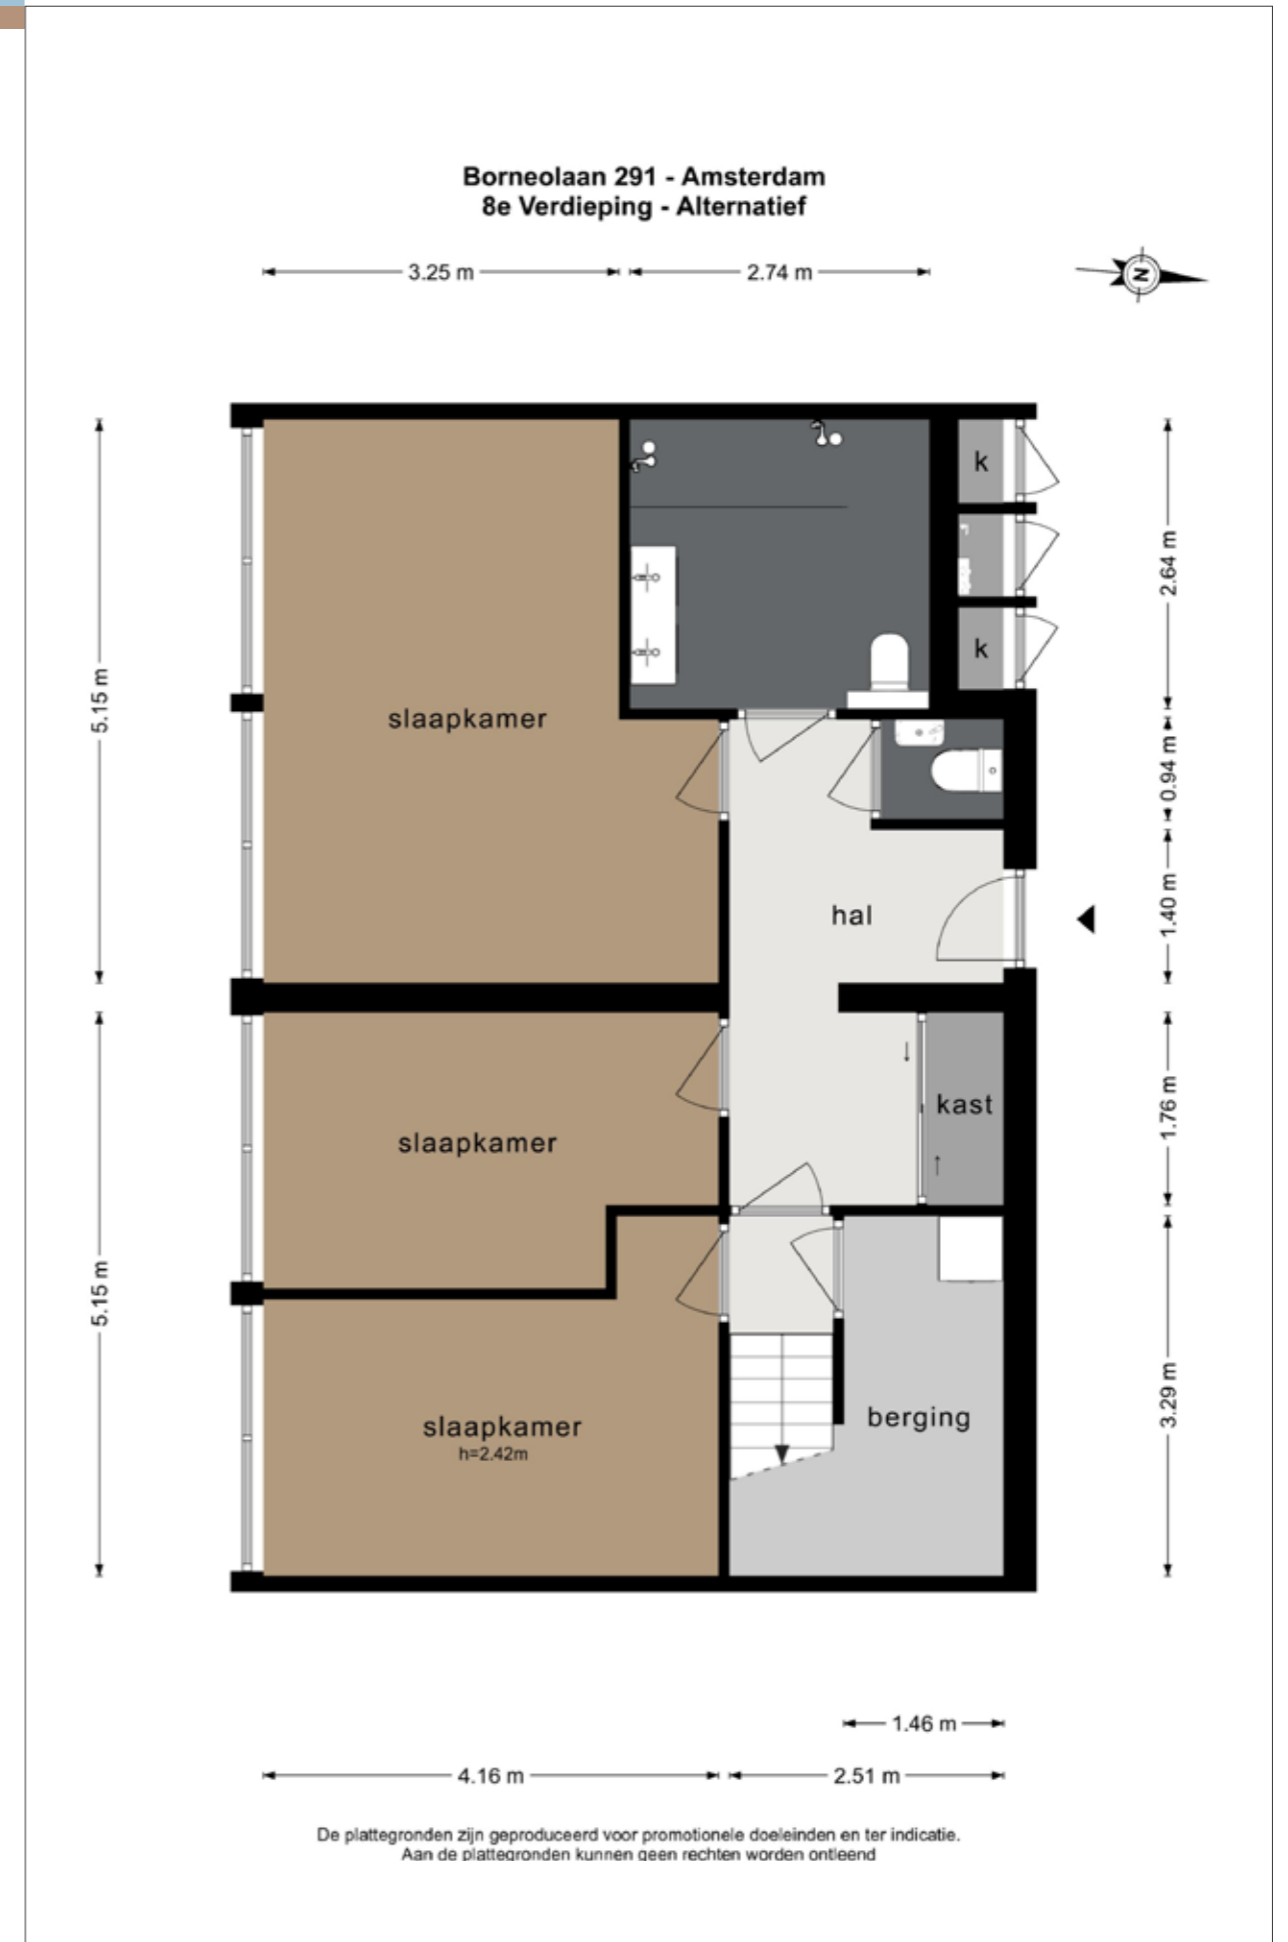 Borneolaan 291 - Amsterdam
8e Verdieping - Alternatief
3.25 m
2.74 m
N
k
2.64 m
k
5.15 m
slaapkamer
0.94 m
hal
1.40 m
kast
1.76 m
slaapkamer
5.15 m
slaapkamer
h=2.42m
berging
3.29 m
1.46 m
4.16 m
2.51 m
De plattegronden zijn geproduceerd voor promotionele doeleinden en ter indicatie.
Aan de plattegronden kunnen geen rechten worden ontleend